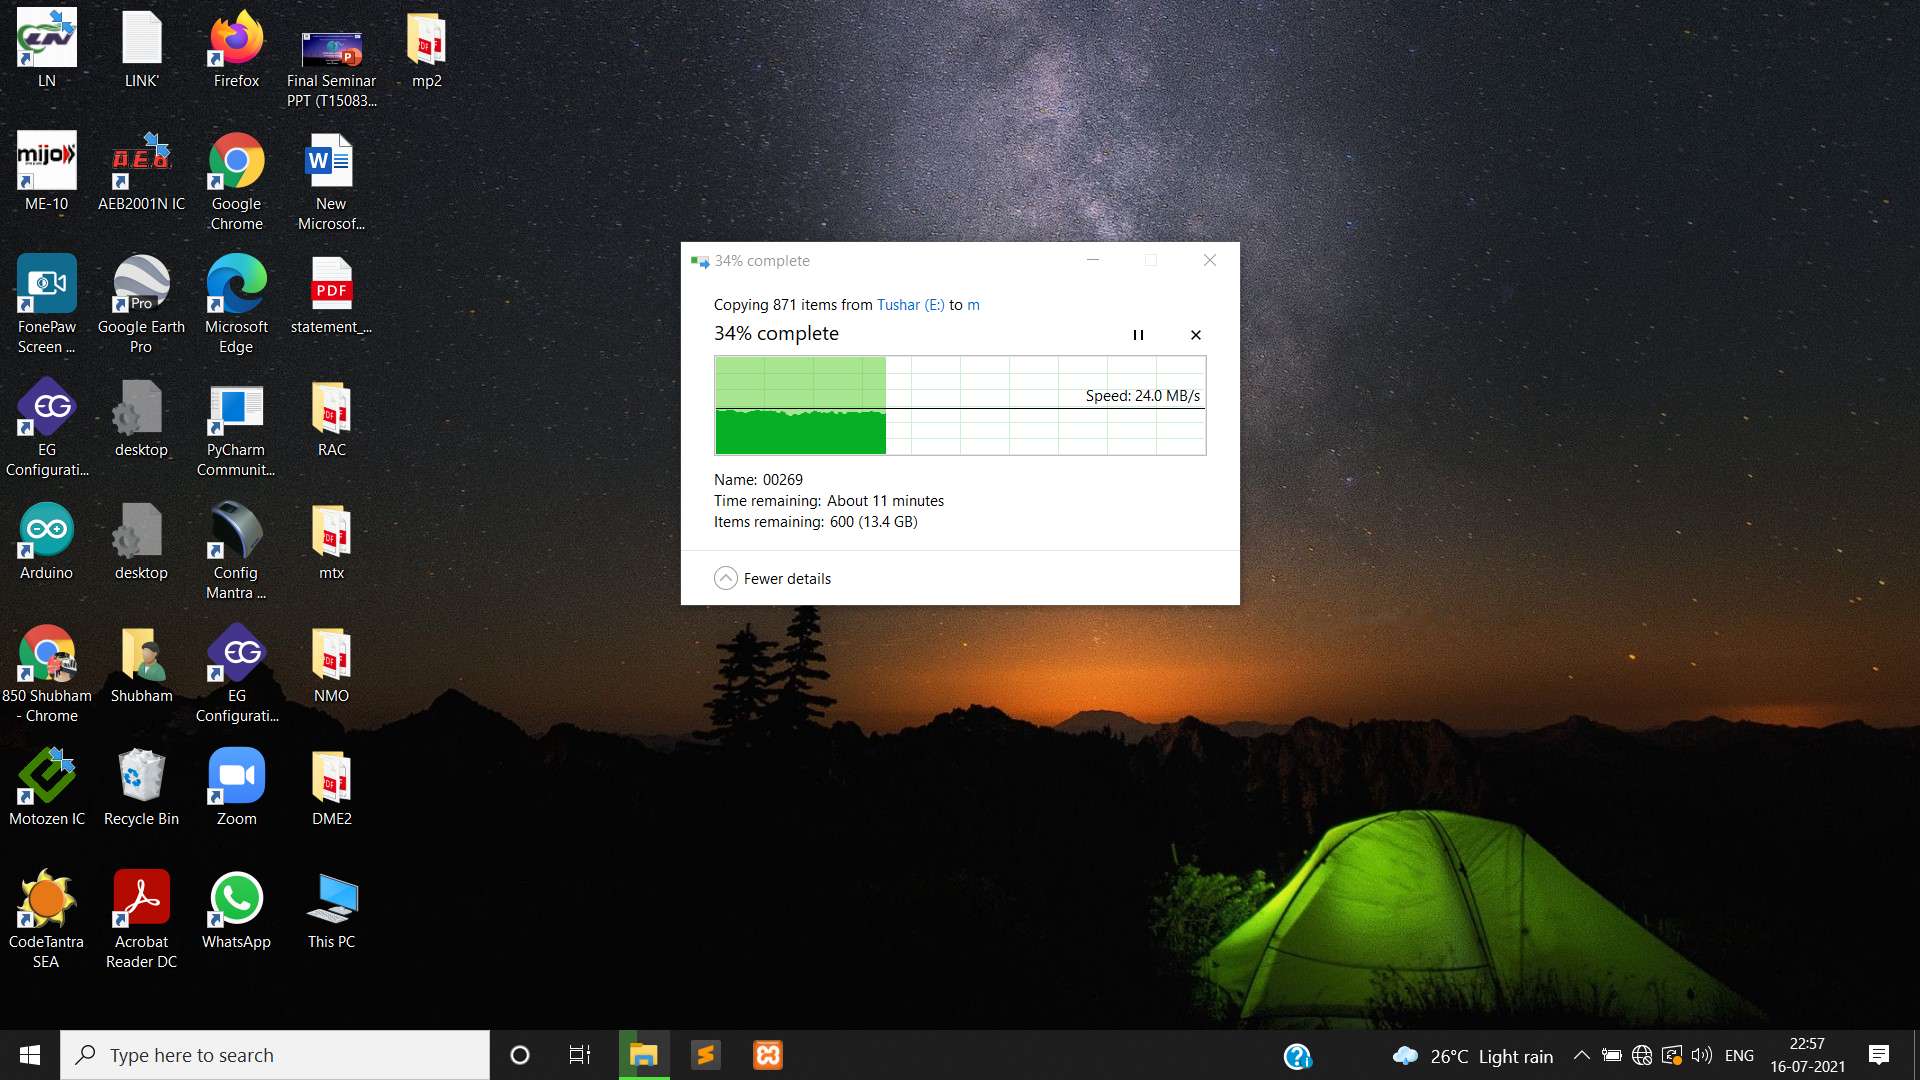 LN
LINK'
Firefox
Final Seminar
PPT (T15083...
mp2
mijo
ME-10
AEB2001N IC
Google
Chrome
W
New
Microsof...
FonePaw
Screen ...
Pro
Google Earth
Pro
Microsoft
Edge
PDF
statement_...
EG
EG
Configurati...
desktop
PyCharm
Communit...
RAC
Arduino
desktop
Config
Mantra ...
mtx
850 Shubham
- Chrome
Shubham
EG
EG
Configurati...
NMO
Motozen IC
Recycle Bin
Zoom
DME2
CodeTantra
SEA
Acrobat
Reader DC
WhatsApp
This PC
34% complete
Copying 871 items from Tushar (E:) to m
34% complete
Speed: 24.0 MB/s
Name: 00269
Time remaining: About 11 minutes
Items remaining: 600 (13.4 GB)
Fewer details
Type here to search
26°C Light rain
ENG
22:57
16-07-2021